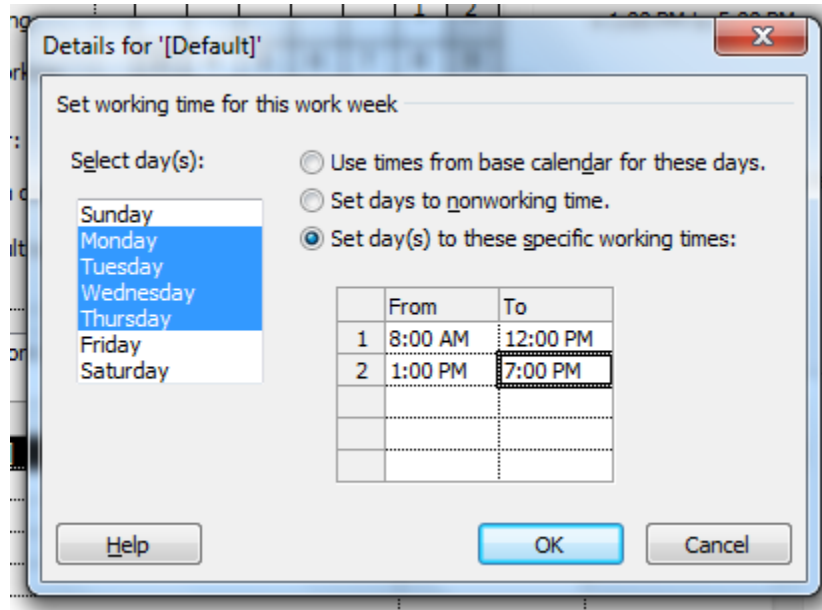 Details for '[Default]'
Set working time for this work week
Select day(s):
Use times from base calendar for these days.
Set days to nonworking time.
Set day(s) to these specific working times:
Sunday
Monday
Tuesday
Wednesday
Thursday
Friday
Saturday
From To
1 8:00 AM 12:00 PM
2 1:00 PM 7:00 PM
Help OK Cancel